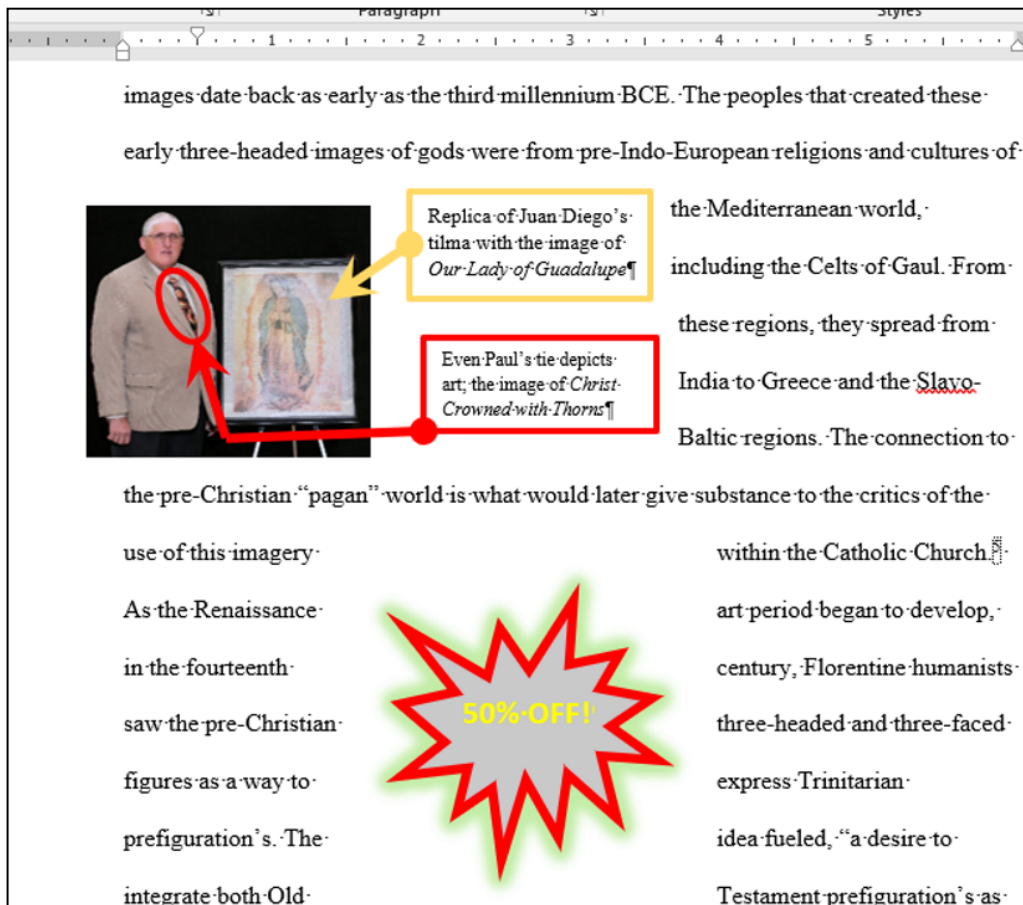 Paragraph
Styles
1 2 3 4 5
images date back as early as the third millennium BCE. The peoples that created these
early three-headed images of gods were from pre-Indo-European religions and cultures of
Replica of Juan Diego’s
tilma with the image of
Our Lady of Guadalupe¶
Even Paul’s tie depicts
art; the image of Christ
Crowned with Thorns¶
the Mediterranean world,
including the Celts of Gaul. From
these regions, they spread from
India to Greece and the Slavo-
Baltic regions. The connection to
the pre-Christian “pagan” world is what would later give substance to the critics of the
use of this imagery within the Catholic Church.5
As the Renaissance art period began to develop,
in the fourteenth century, Florentine humanists
saw the pre-Christian three-headed and three-faced
figures as a way to express Trinitarian
prefiguration’s. The idea fueled, “a desire to
integrate both Old Testament prefiguration’s as
50% OFF!